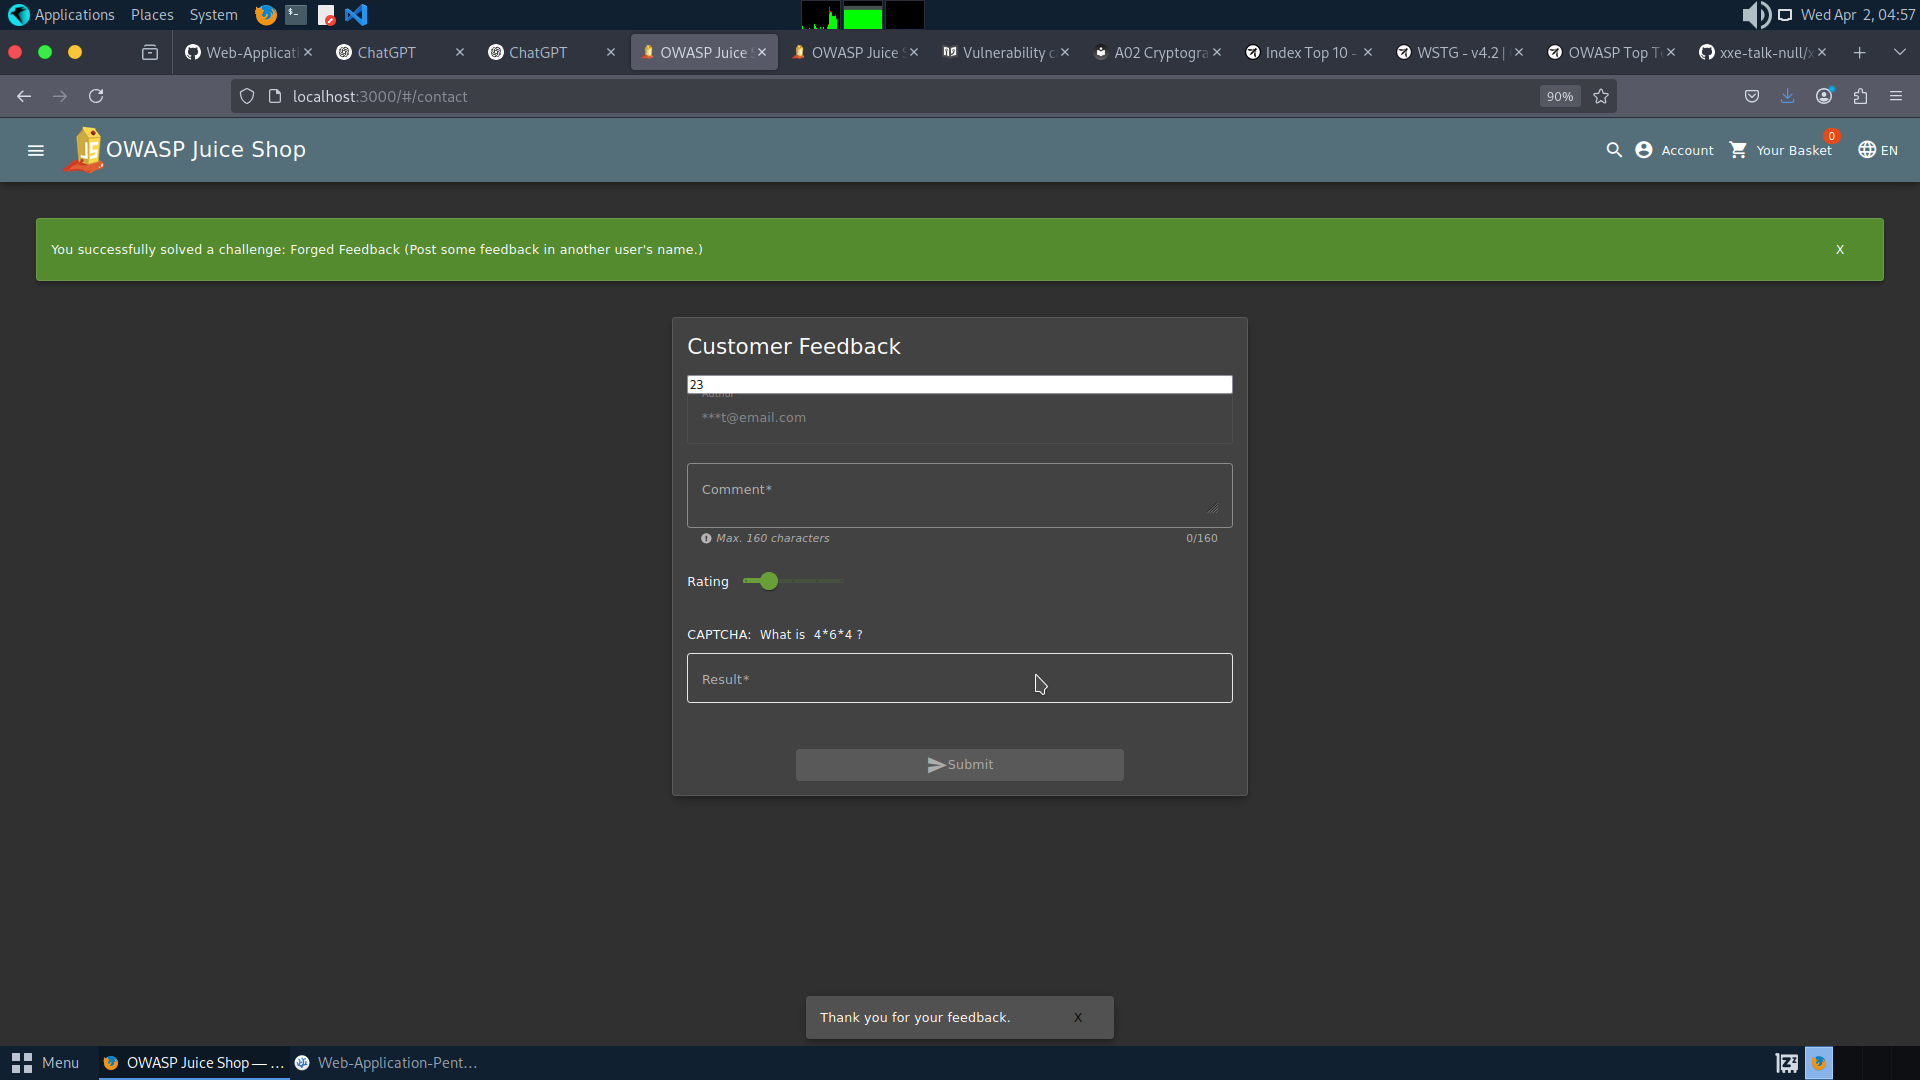 Applications Places System Wed Apr 2, 04:57
Web-Applicati ChatGPT ChatGPT OWASP Juice OWASP Juice Vulnerability c A02 Cryptogra Index Top 10 - WSTG - v4.2 | OWASP Top T xxe-talk-null/x
localhost:3000/#/contact 90%
0
OWASP Juice Shop Account Your Basket EN
You successfully solved a challenge: Forged Feedback (Post some feedback in another user's name.) X
Customer Feedback
23
Author
***t@email.com
Comment*
Max. 160 characters 0/160
Rating
CAPTCHA: What is 4*6*4 ?
Result*
Submit
Thank you for your feedback. X
Menu OWASP Juice Shop — ... Web-Application-Pent...